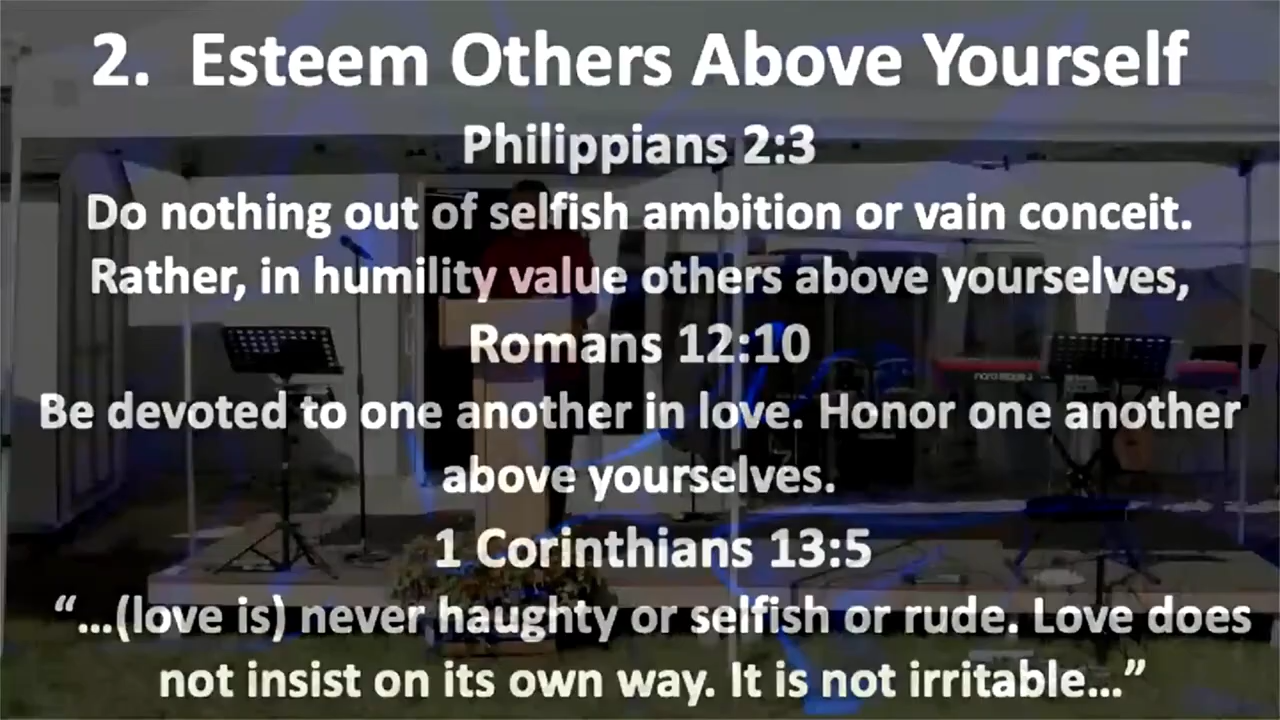 2. Esteem Others Above Yourself
Philippians 2:3
Do nothing out of selfish ambition or vain conceit.
Rather, in humility value others above yourselves,
Romans 12:10
Be devoted to one another in love. Honor one another
above yourselves.
1 Corinthians 13:5
“...(love is) never haughty or selfish or rude. Love does
not insist on its own way. It is not irritable...”